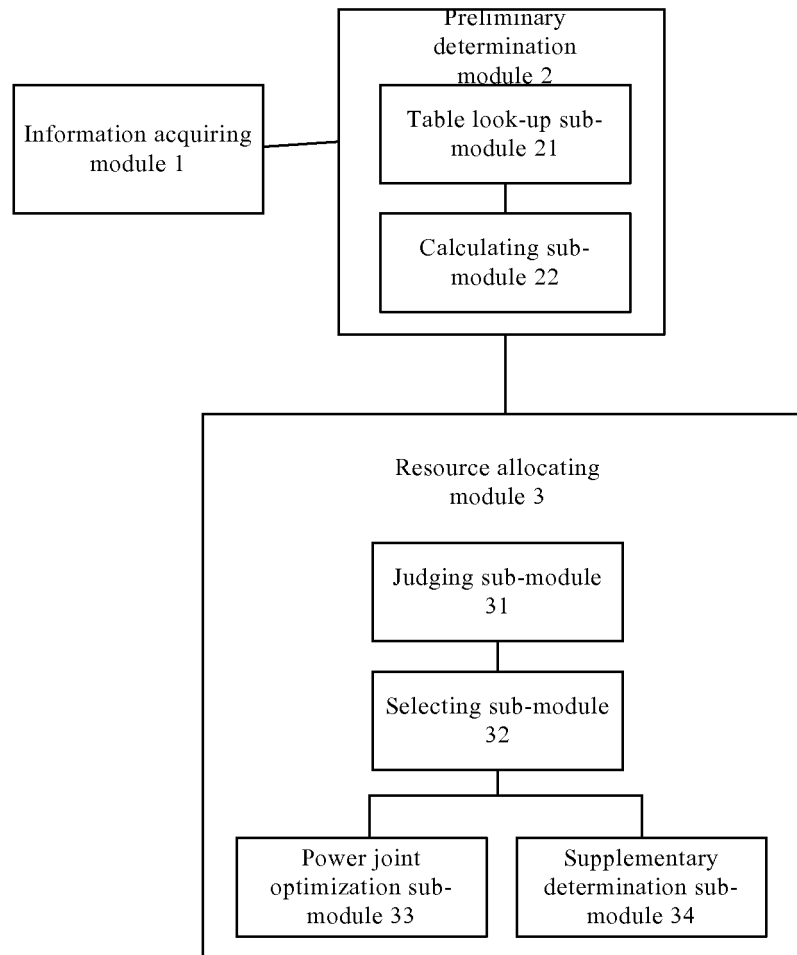 Preliminary
determination
module 2
Information acquiring
module 1
Table look-up sub-
module 21
Calculating sub-
module 22
Resource allocating
module 3
Judging sub-module
31
Selecting sub-module
32
Power joint
optimization sub-
module 33
Supplementary
determination sub-
module 34